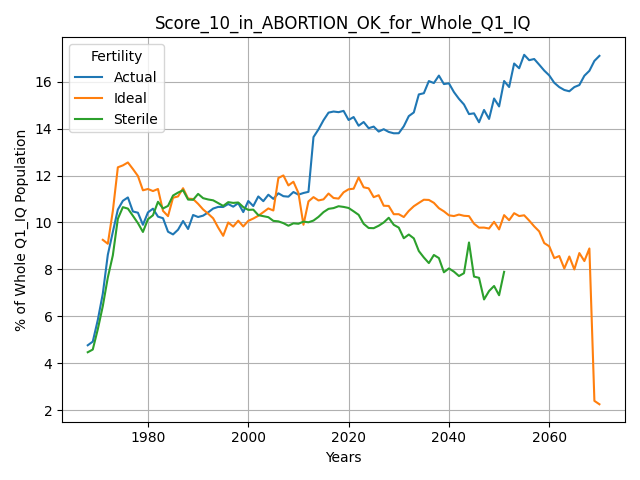 Score_10_in_ABORTION_OK_for_Whole_Q1_IQ
% of Whole Q1_IQ Population
16
14
12
10
8
6
4
2
Fertility
Actual
Ideal
Sterile
1980 2000 2020 2040 2060
Years